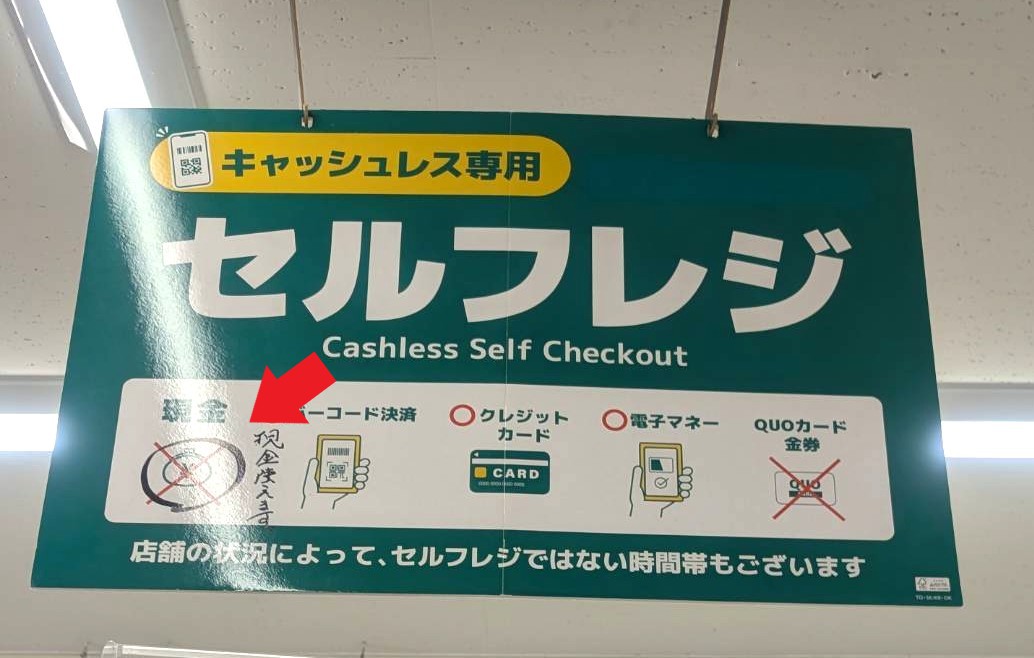 キャッシュレス専用
セルフレジ
Cashless Self Checkout
現金
現金使えます
ーコード決済
クレジット
カード
CARD
電子マネー
QUOカード
金券
QUO
店舗の状況によって、セルフレジではない時間帯もございます